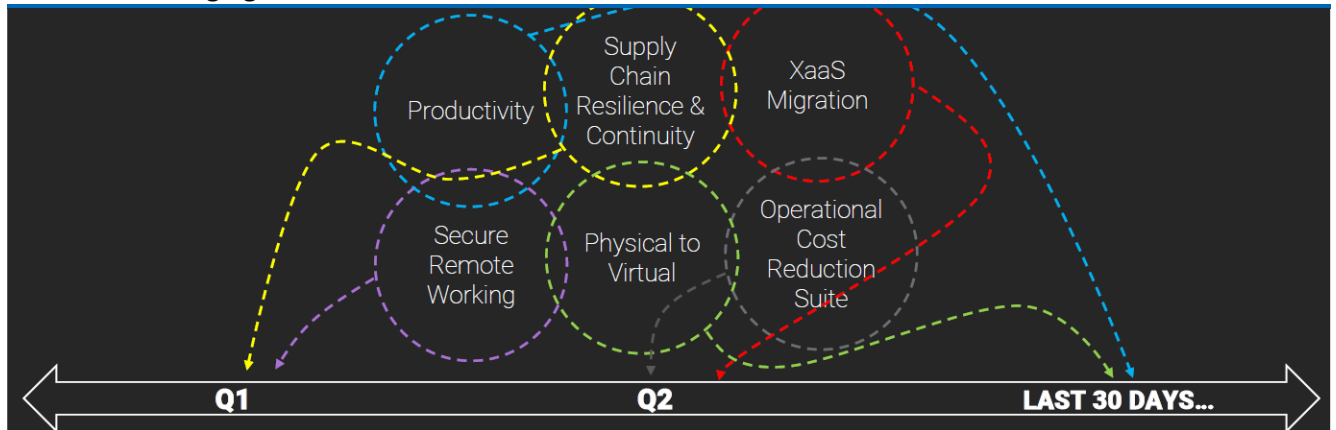 Productivity
Supply
Chain
Resilience &
Continuity
XaaS
Migration
Secure
Remote
Working
Physical to
Virtual
Operational
Cost
Reduction
Suite
Q1
Q2
LAST 30 DAYS...